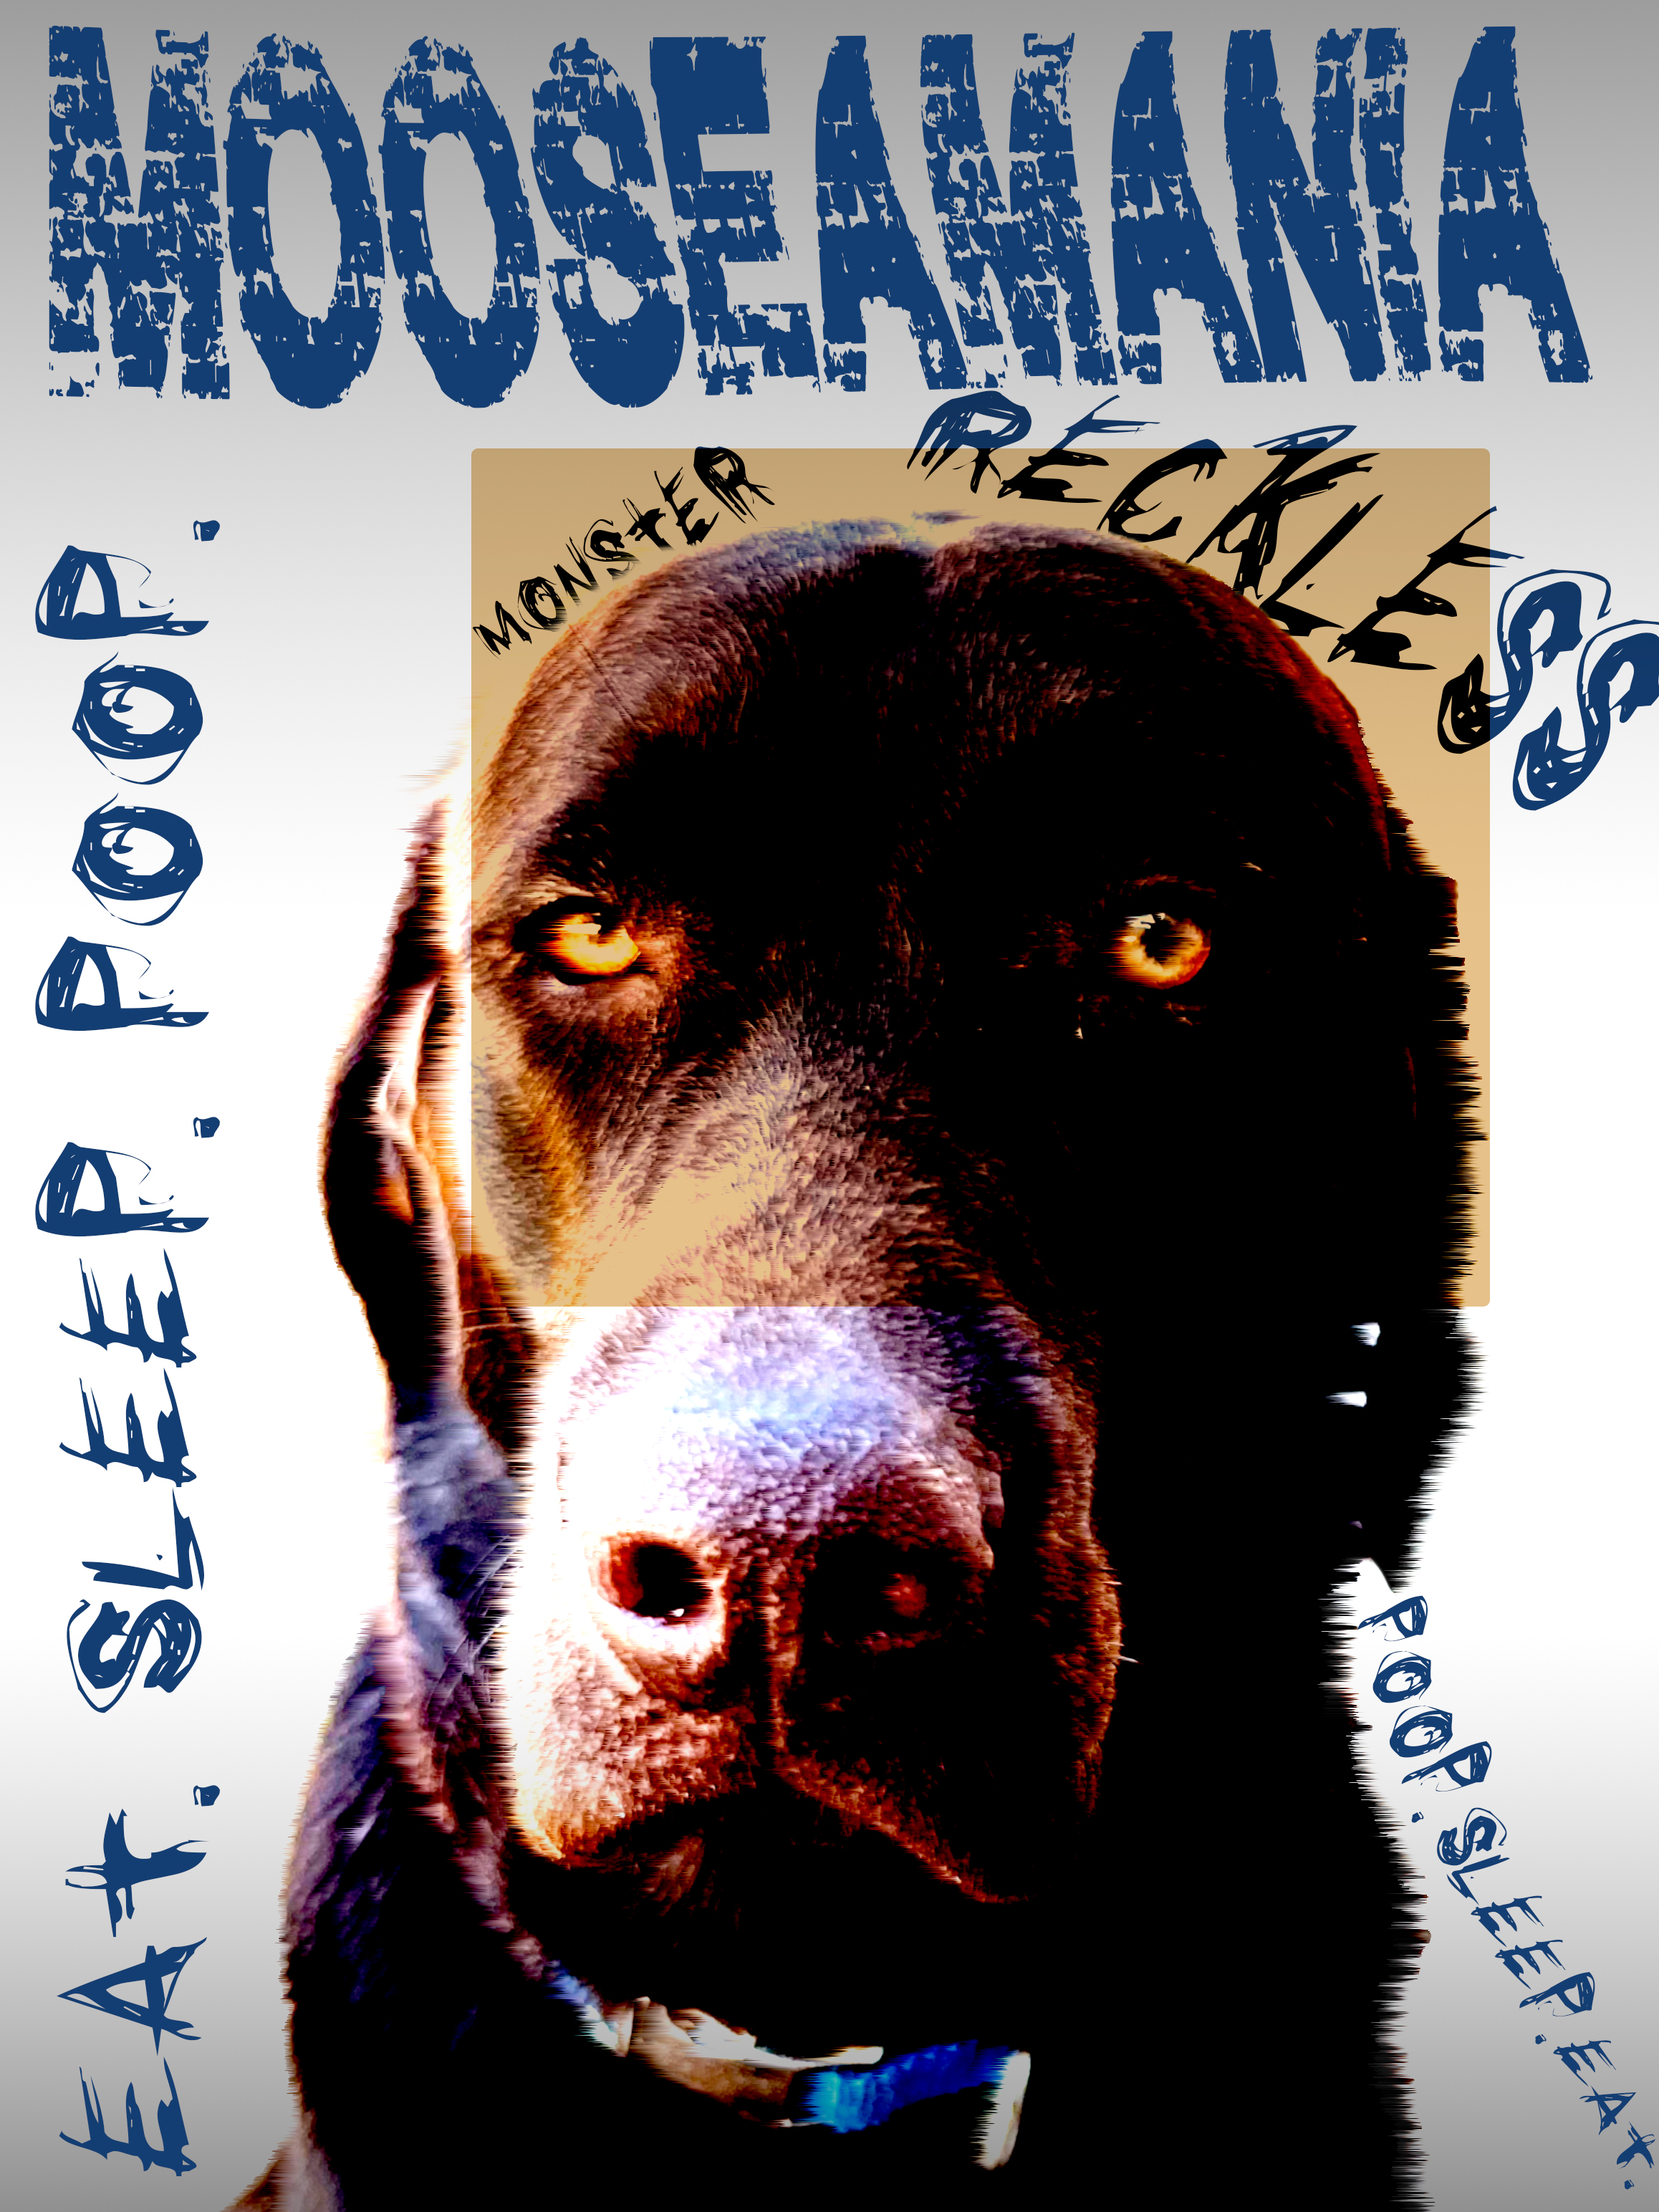 MOOSEAMANIA
MONSTER
RECKLESS
EAT. SLEEP. POOP.
POOP. SLEEP. EAT.